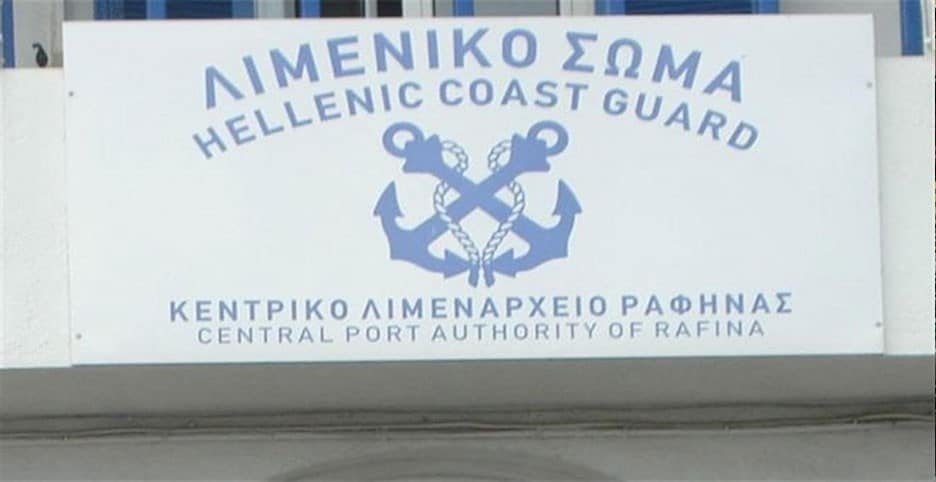 ΛΙΜΕΝΙΚΟ ΣΩΜΑ
HELLENIC COAST GUARD
ΚΕΝΤΡΙΚΟ ΛΙΜΕΝΑΡΧΕΙΟ ΡΑΦΗΝΑΣ
CENTRAL PORT AUTHORITY OF RAFINA